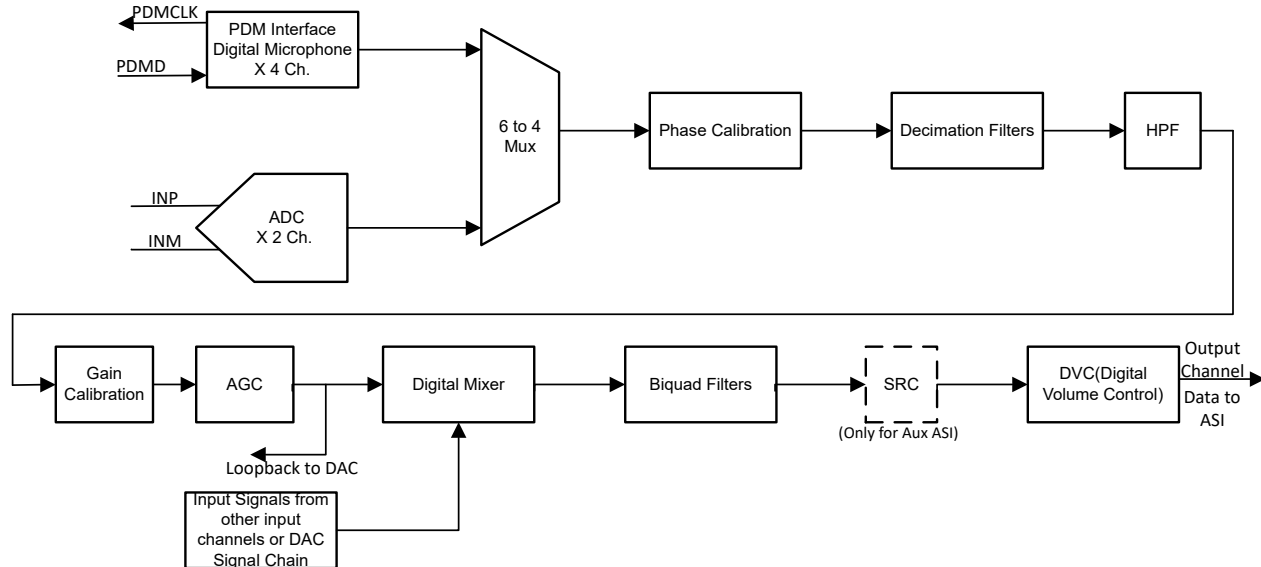 PDMCLK
PDM Interface
Digital Microphone
X 4 Ch.
PDMD
6 to 4
Mux
Phase Calibration
Decimation Filters
HPF
INP
INM
ADC
X 2 Ch.
Gain
Calibration
AGC
Digital Mixer
Biquad Filters
SRC
(Only for Aux ASI)
DVC(Digital
Volume Control)
Output
Channel
Data to
ASI
Loopback to DAC
Input Signals from
other input
channels or DAC
Signal Chain